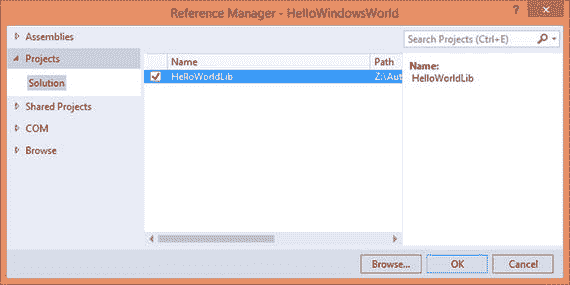 Reference Manager - HelloWindowsWorld
?
Assemblies
Projects
Solution
Shared Projects
COM
Browse
Name Path
HelloWorldLib Z:\Aut
Search Projects (Ctrl+E)
Name:
HelloWorldLib
Browse...
OK
Cancel